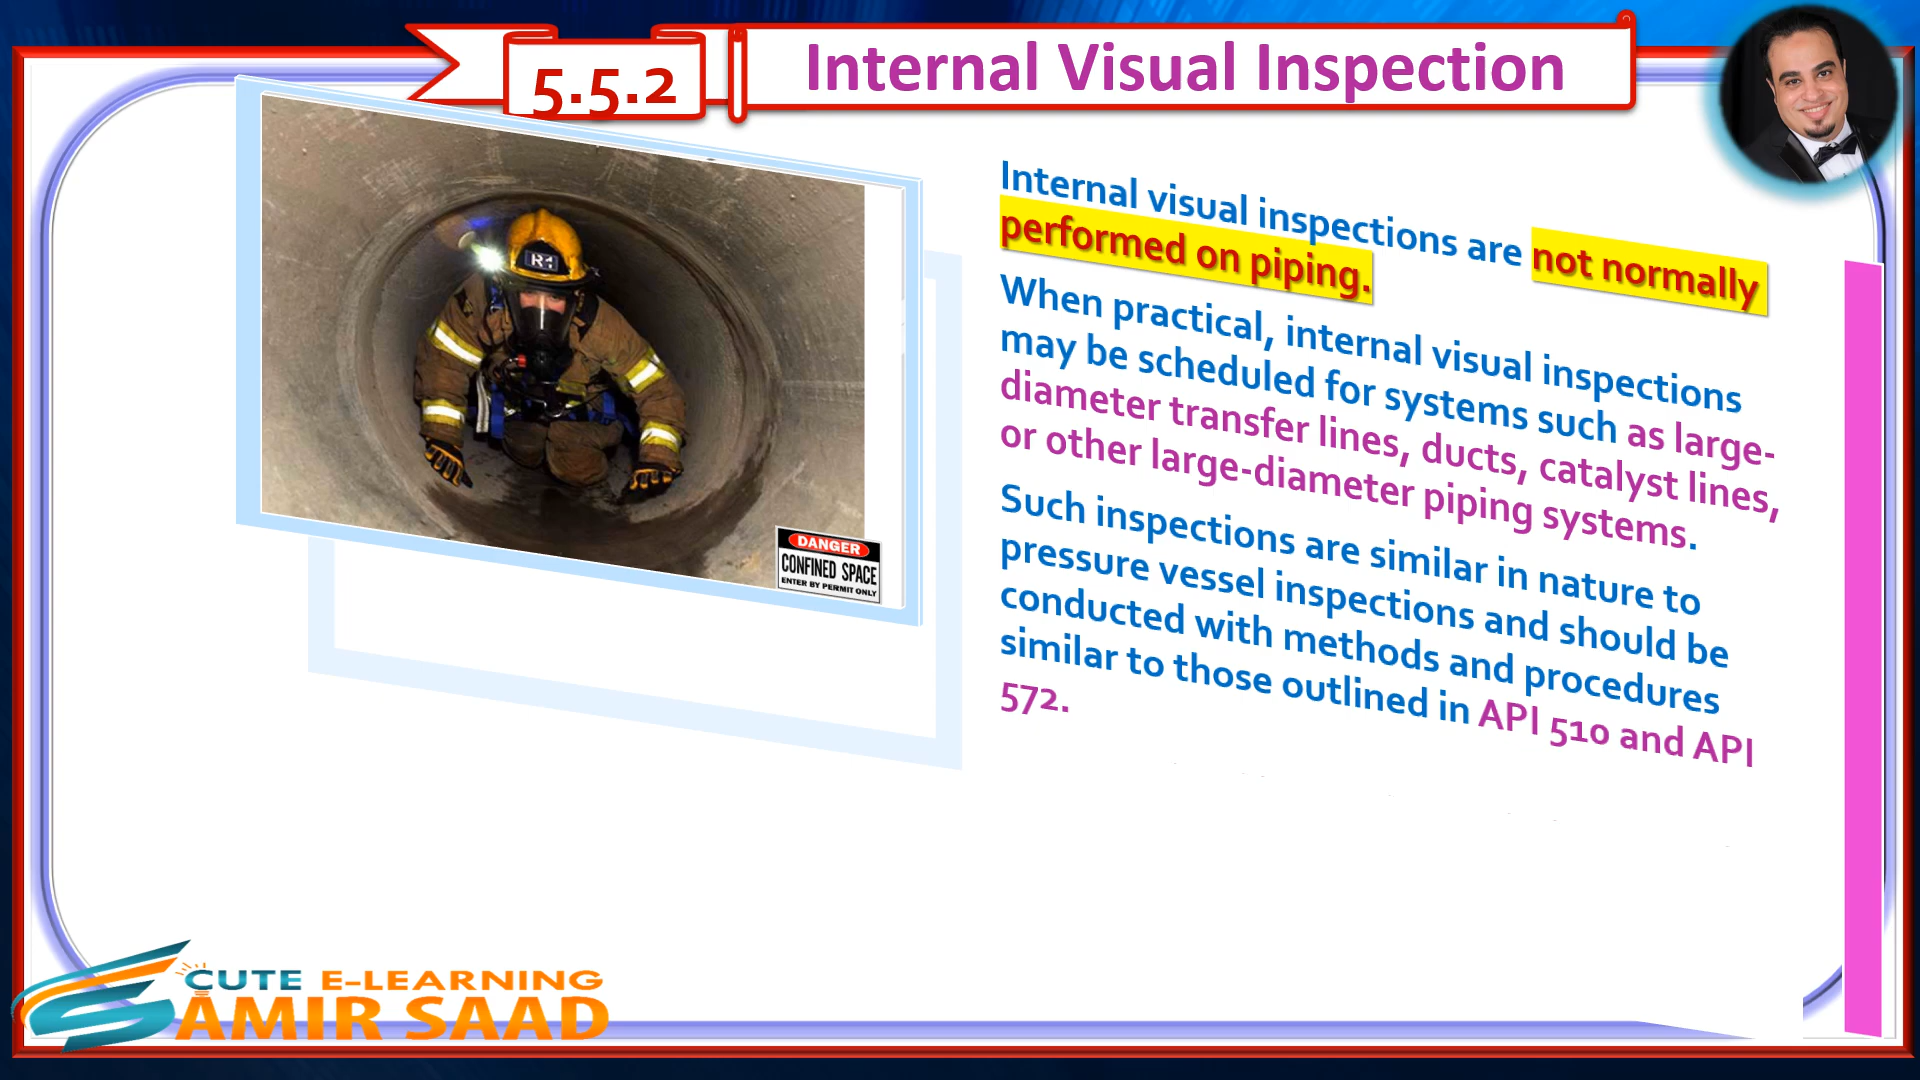 5.5.2
Internal Visual Inspection
Internal visual inspections are not normally
performed on piping.
When practical, internal visual inspections
may be scheduled for systems such as large-
diameter transfer lines, ducts, catalyst lines,
or other large-diameter piping systems.
Such inspections are similar in nature to
pressure vessel inspections and should be
conducted with methods and procedures
similar to those outlined in API 510 and API
572.
R1
DANGER
CONFINED SPACE
ENTER BY PERMIT ONLY
CUTE E-LEARNING
AMIR SAAD